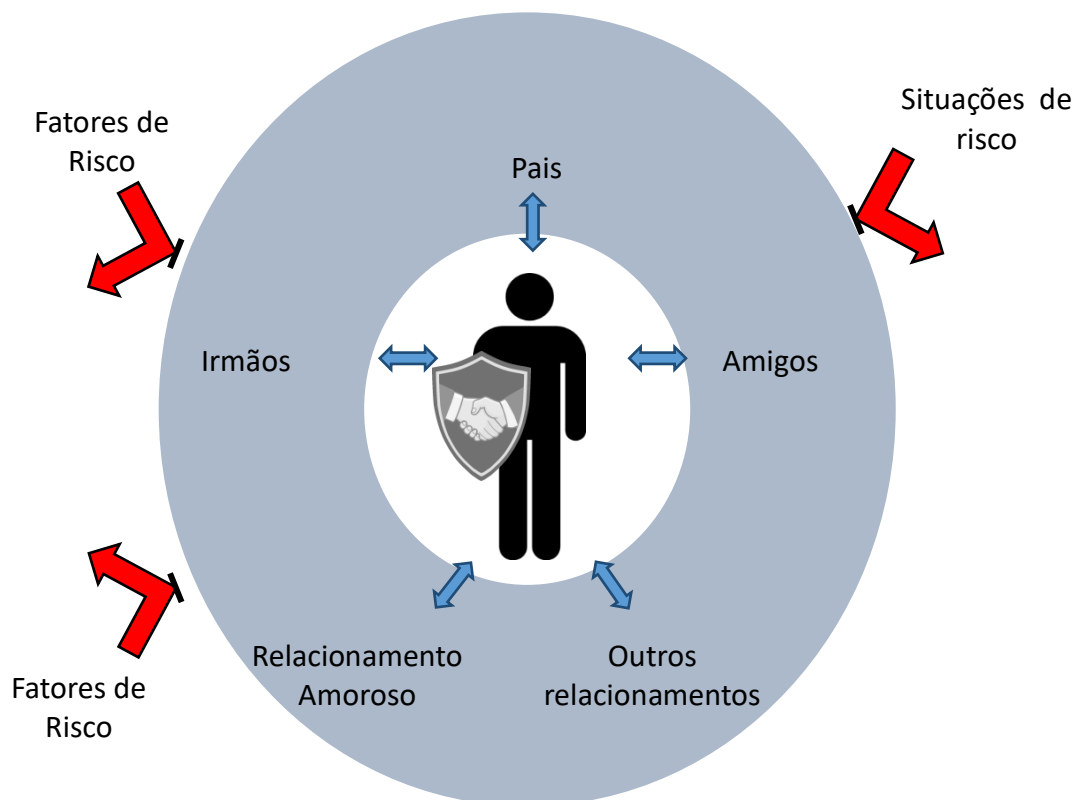 Fatores de
Risco
Situações de
risco
Pais
Irmãos
Amigos
Relacionamento
Amoroso
Outros
relacionamentos
Fatores de
Risco